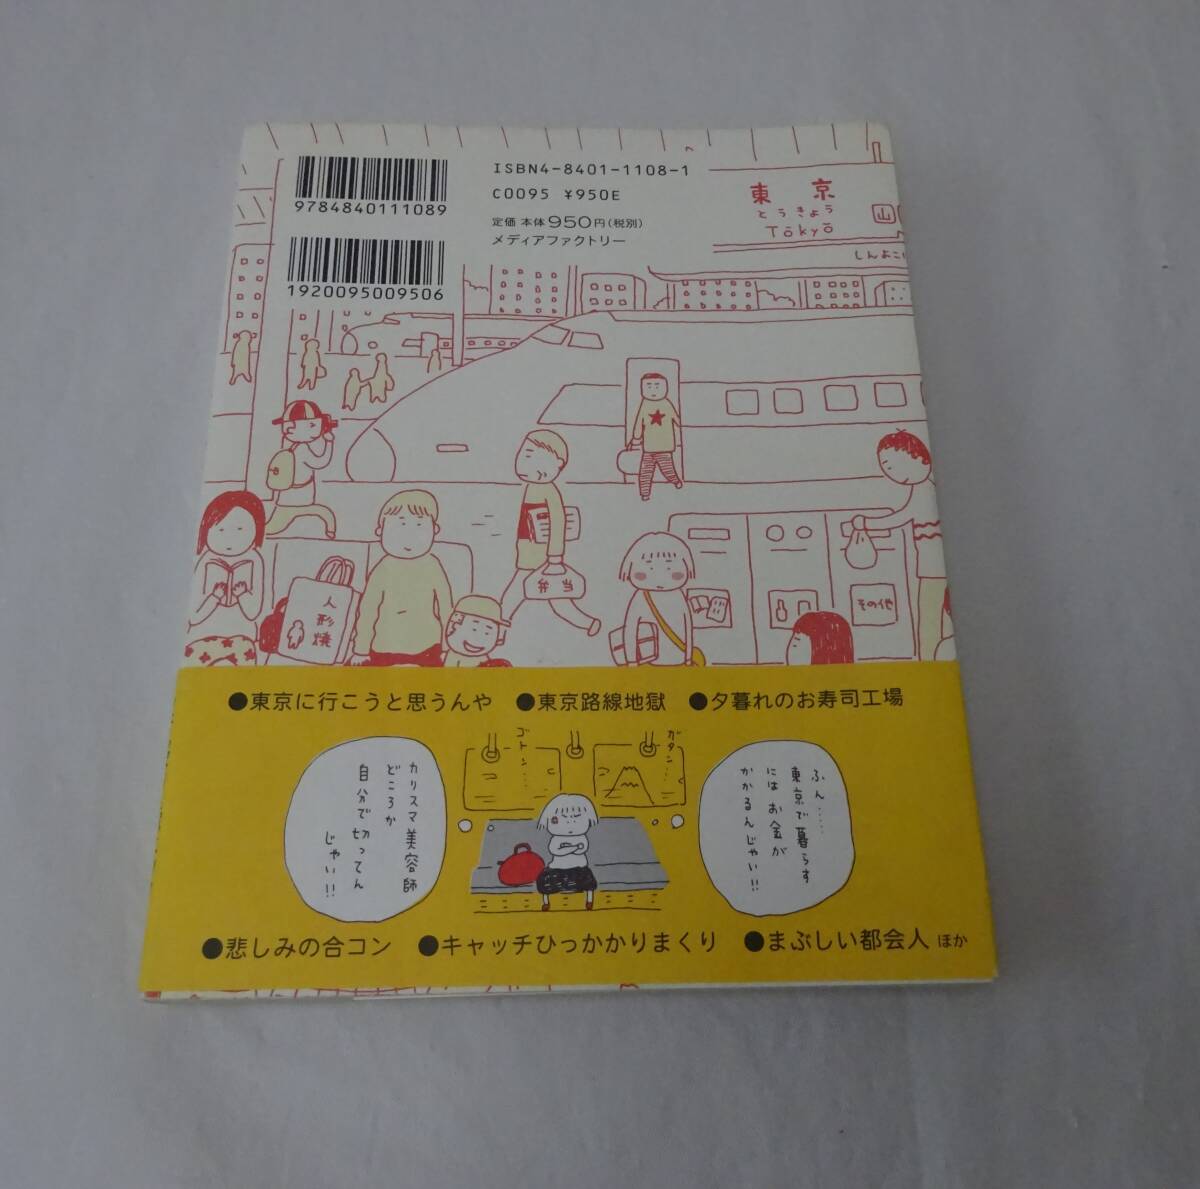 ISBN4-8401-1108-1
C0095 ¥950E
定価 本体950円(税別)
メディアファクトリー
9784840111089
1920095009506
東京
とうきょう
Tōkyō
山
しんよこ
弁当
人形焼
その他
●東京に行こうと思うんや ●東京路線地獄 ●夕暮れのお寿司工場
ふん……
東京で暮らす
には お金が
かかるんじゃい!!
ガタン…
ゴトン…
カリスマ美容師
どころか
自分で切ってん
じゃい!!
●悲しみの合コン ●キャッチひっかかりまくり ●まぶしい都会人 ほか